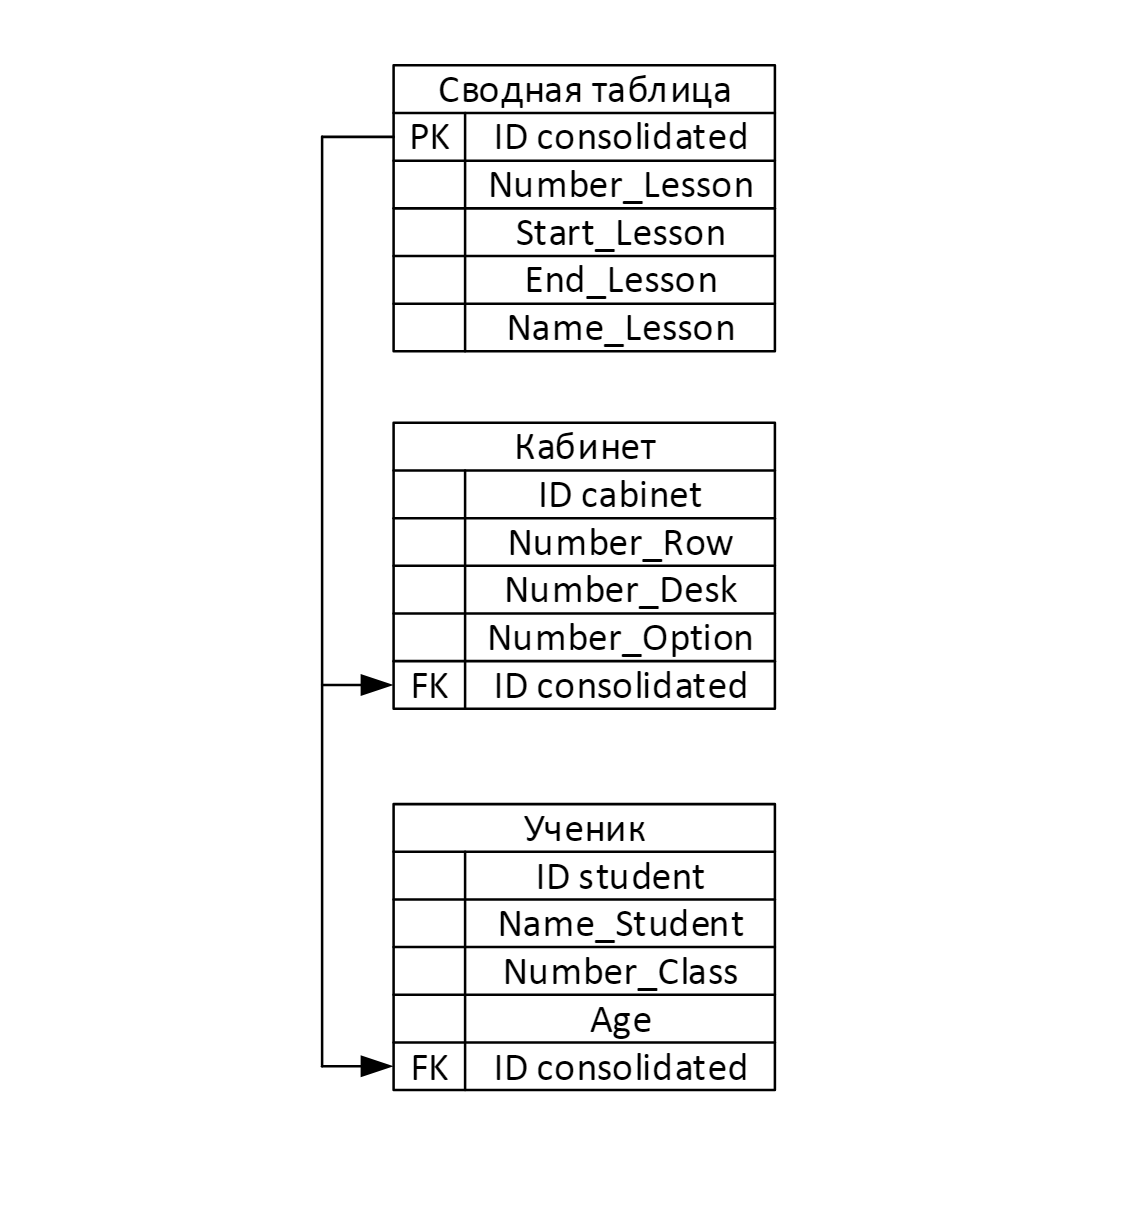 Сводная таблица
PK ID consolidated
Number_Lesson
Start_Lesson
End_Lesson
Name_Lesson
Кабинет
ID cabinet
Number_Row
Number_Desk
Number_Option
FK ID consolidated
Ученик
ID student
Name_Student
Number_Class
Age
FK ID consolidated